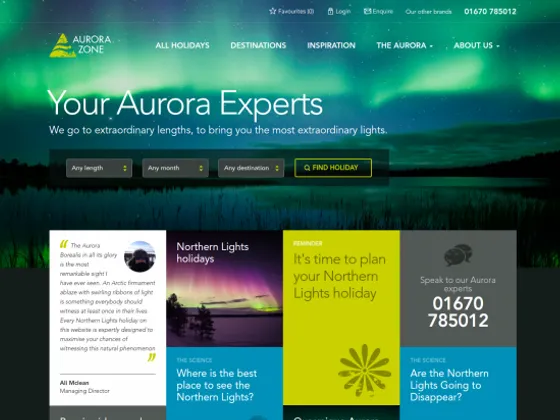 Favourites (0) Login Enquire Our other brands 01670 785012
AURORA
ZONE
ALL HOLIDAYS DESTINATIONS INSPIRATION THE AURORA ABOUT US
Your Aurora Experts
We go to extraordinary lengths, to bring you the most extraordinary lights.
Any length Any month Any destination FIND HOLIDAY
“ The Aurora
Borealis in all its glory
is the most
remarkable sight I
have ever seen. An Arctic firmament
ablaze with swirling ribbons of light
is something everybody should
witness at least once in their lives.
Every Northern Lights holiday on
this website is expertly designed to
maximise your chances of
witnessing this natural phenomenon
”
Ali Mclean
Managing Director
Northern Lights
holidays
REMINDER
It's time to plan
your Northern
Lights holiday
Speak to our Aurora
experts
01670
785012
THE SCIENCE
Where is the best
place to see the
Northern Lights?
THE SCIENCE
Are the Northern
Lights Going to
Disappear?